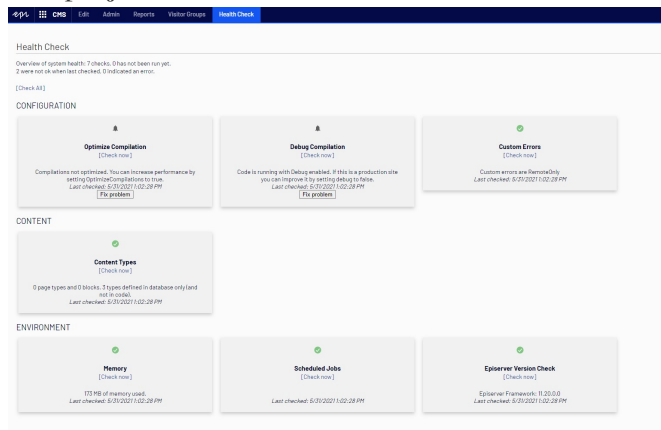 epi CMS Edit Admin Reports Visitor Groups Health Check
Health Check
Overview of system health: 7 checks, 0 has not been run yet.
2 were not ok when last checked, 0 indicated an error.
[Check All]
CONFIGURATION
Optimize Compilation
[Check now]
Compilations not optimized. You can increase performance by
setting OptimizeCompilations to true.
Last checked: 5/31/2021 1:02:28 PM
Fix problem
Debug Compilation
[Check now]
Code is running with Debug enabled. If this is a production site
you can improve it by setting debug to false.
Last checked: 5/31/2021 1:02:28 PM
Fix problem
Custom Errors
[Check now]
Custom errors are RemoteOnly
Last checked: 5/31/2021 1:02:28 PM
CONTENT
Content Types
[Check now]
0 page types and 0 blocks. 3 types defined in database only (and
not in code).
Last checked: 5/31/2021 1:02:28 PM
ENVIRONMENT
Memory
[Check now]
173 MB of memory used.
Last checked: 5/31/2021 1:02:28 PM
Scheduled Jobs
[Check now]
Last checked: 5/31/2021 1:02:28 PM
Episerver Version Check
[Check now]
Episerver Framework: 11.20.0.0
Last checked: 5/31/2021 1:02:28 PM